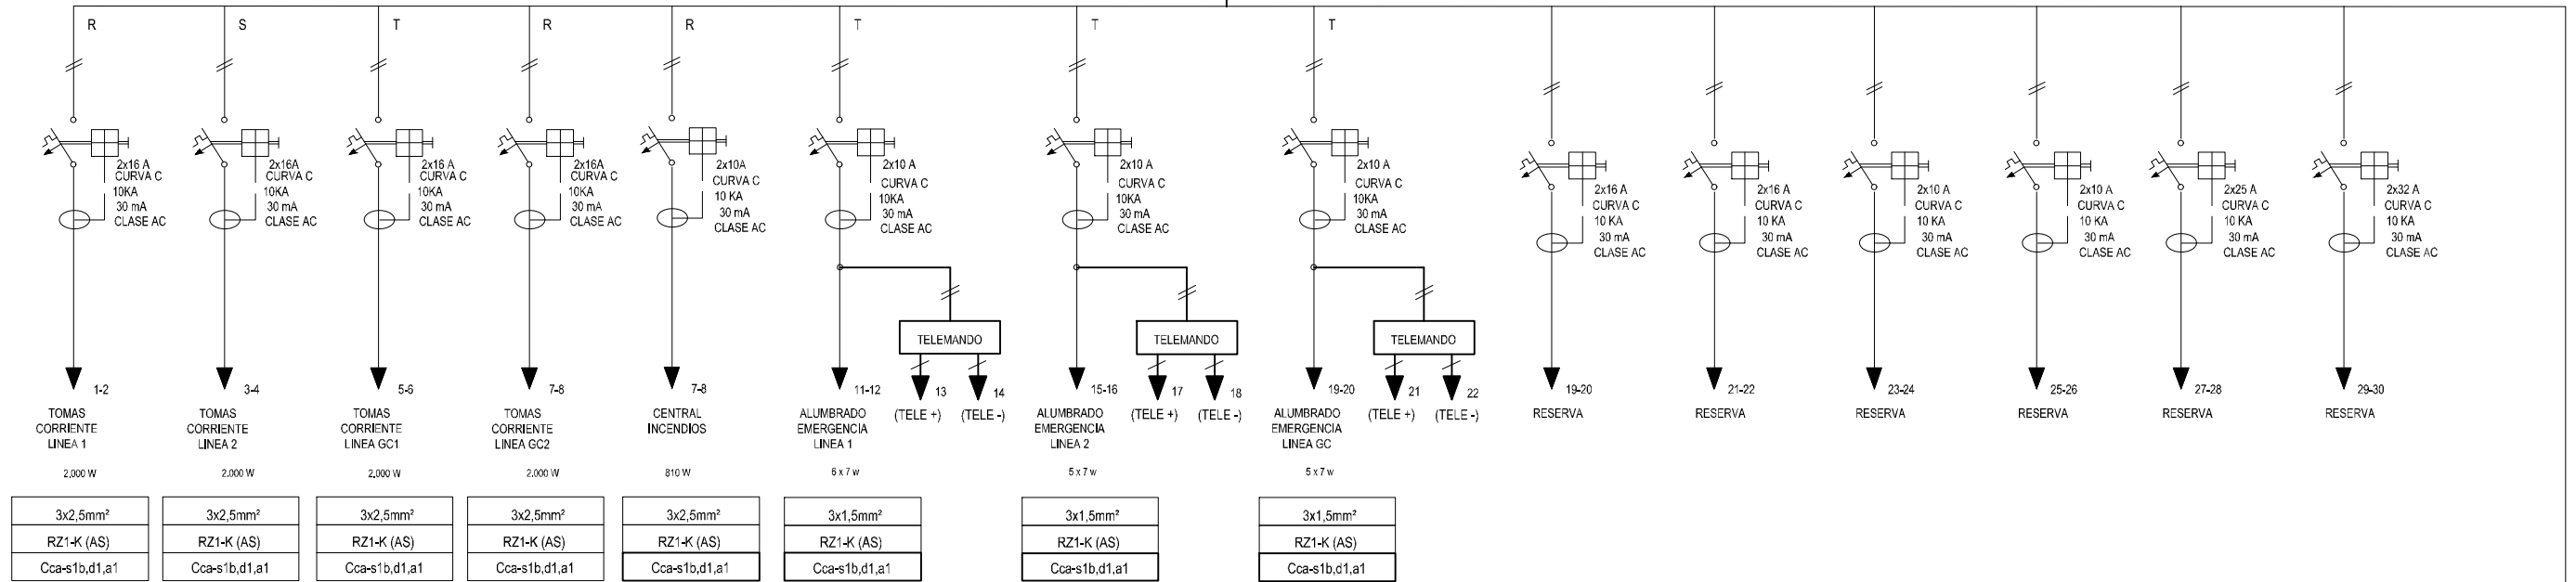 R
S
T
R
R
T
T
T
2x16 A
CURVA C
10KA
30 mA
CLASE AC
2x16A
CURVA C
10KA
30 mA
CLASE AC
2x16 A
CURVA C
10KA
30 mA
CLASE AC
2x16A
CURVA C
10KA
30 mA
CLASE AC
2x10A
CURVA C
10 KA
30 mA
CLASE AC
2x10 A
CURVA C
10KA
30 mA
CLASE AC
2x10 A
CURVA C
10KA
30 mA
CLASE AC
2x10 A
CURVA C
10KA
30 mA
CLASE AC
2x16 A
CURVA C
10 KA
30 mA
CLASE AC
2x16 A
CURVA C
10 KA
30 mA
CLASE AC
2x10 A
CURVA C
10 KA
30 mA
CLASE AC
2x10 A
CURVA C
10 KA
30 mA
CLASE AC
2x25 A
CURVA C
10 KA
30 mA
CLASE AC
2x32 A
CURVA C
10 KA
30 mA
CLASE AC
TELEMANDO
TELEMANDO
TELEMANDO
1-2
TOMAS
CORRIENTE
LINEA 1
2.000 W
3-4
TOMAS
CORRIENTE
LINEA 2
2.000 W
5-6
TOMAS
CORRIENTE
LINEA GC1
2.000 W
7-8
TOMAS
CORRIENTE
LINEA GC2
2.000 W
7-8
CENTRAL
INCENDIOS
810 W
11-12
ALUMBRADO
EMERGENCIA
LINEA 1
6 x 7 w
13
(TELE +)
14
(TELE -)
15-16
ALUMBRADO
EMERGENCIA
LINEA 2
5 x 7 w
17
(TELE +)
18
(TELE -)
19-20
ALUMBRADO
EMERGENCIA
LINEA GC
5 x 7 w
21
(TELE +)
22
(TELE -)
19-20
RESERVA
21-22
RESERVA
23-24
RESERVA
25-26
RESERVA
27-28
RESERVA
29-30
RESERVA
3x2,5mm²
RZ1-K (AS)
Cca-s1b,d1,a1
3x2,5mm²
RZ1-K (AS)
Cca-s1b,d1,a1
3x2,5mm²
RZ1-K (AS)
Cca-s1b,d1,a1
3x2,5mm²
RZ1-K (AS)
Cca-s1b,d1,a1
3x2,5mm²
RZ1-K (AS)
Cca-s1b,d1,a1
3x1,5mm²
RZ1-K (AS)
Cca-s1b,d1,a1
3x1,5mm²
RZ1-K (AS)
Cca-s1b,d1,a1
3x1,5mm²
RZ1-K (AS)
Cca-s1b,d1,a1